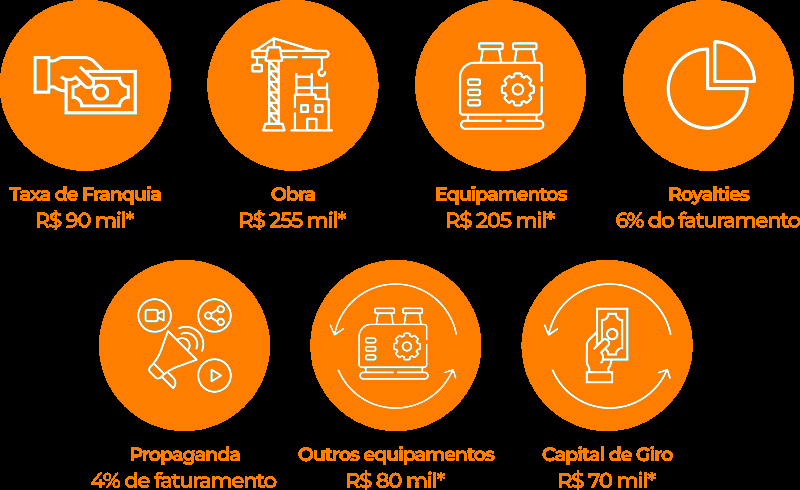 Taxa de Franquia
R$ 90 mil*
Obra
R$ 255 mil*
Equipamentos
R$ 205 mil*
Royalties
6% do faturamento
Propaganda
4% de faturamento
Outros equipamentos
R$ 80 mil*
Capital de Giro
R$ 70 mil*